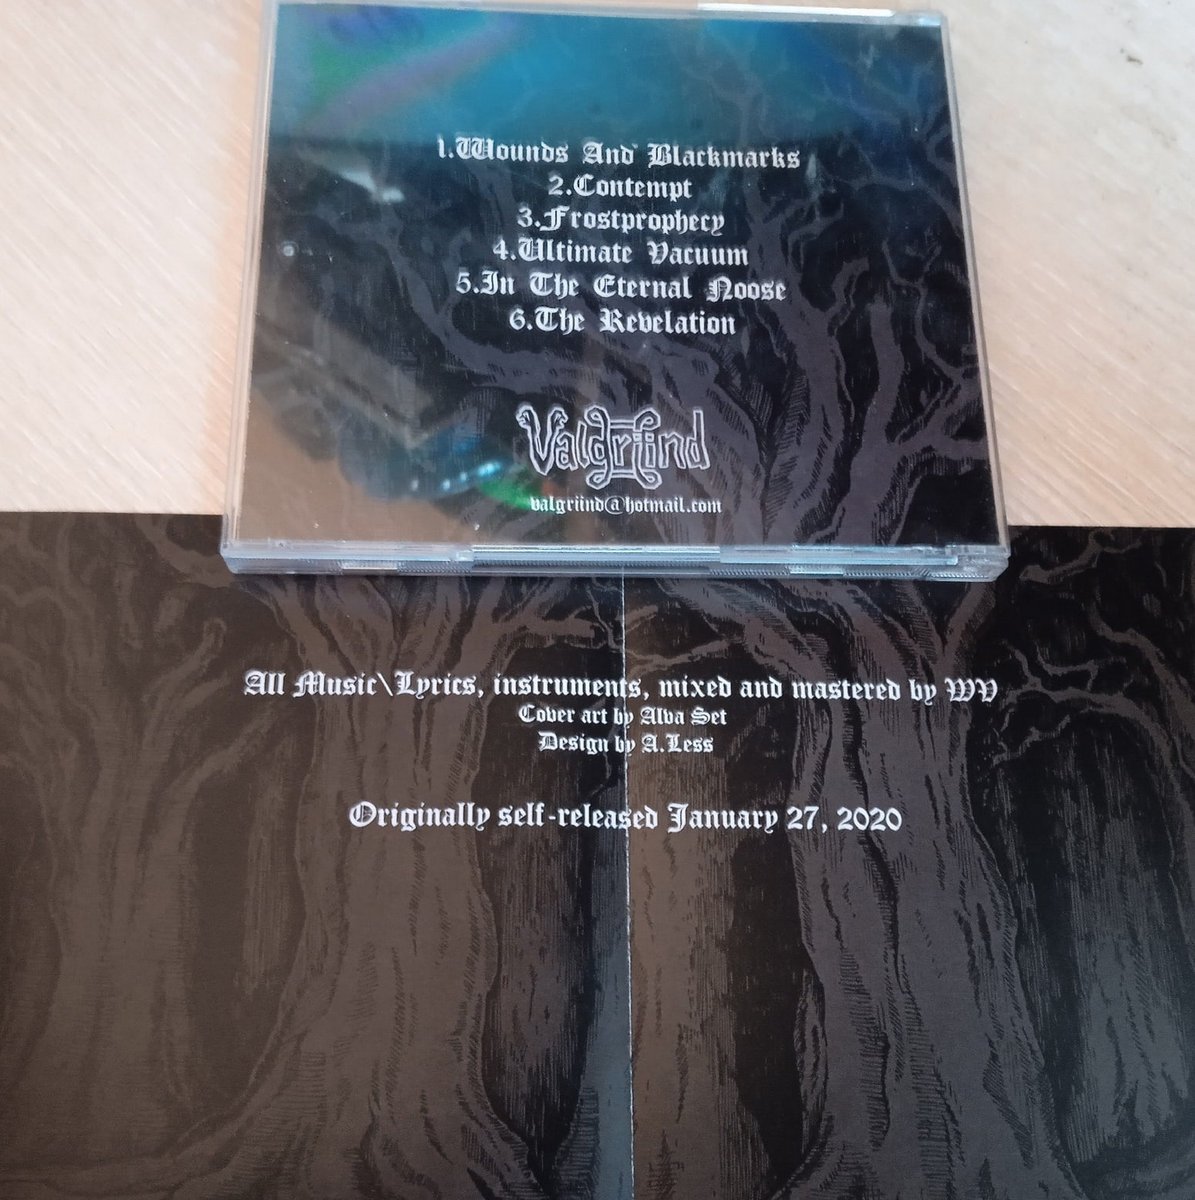 1.Wounds And Blackmarks
2.Contempt
3.Frostprophecy
4.Ultimate Vacuum
5.In The Eternal Noose
6.The Revelation
Valgriind
valgriind@hotmail.com
All Music\Lyrics, instruments, mixed and mastered by WV
Cover art by Alva Set
Design by A.Less
Originally self-released January 27, 2020